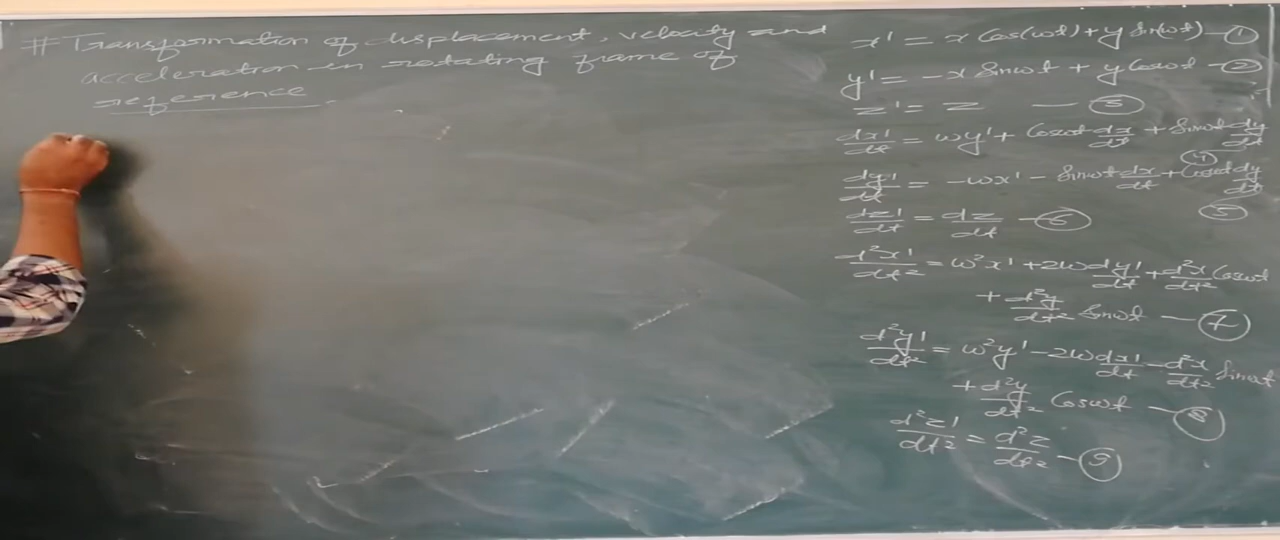 # Transformation of displacement, velocity and
acceleration in rotating frame of
reference
x' = x Cos(ωt) + y Sin(ωt) — ①
y' = -x Sinωt + y Cosωt — ②
z' = z — ③
dx'/dt = ωy' + Cosωt dx/dt + Sinωt dy/dt
④
dy'/dt = -ωx' - Sinωt dx/dt + Cosωt dy/dt
⑤
dz'/dt = dz/dt — ⑥
d²x'/dt² = ω²x' + 2ω dy'/dt + d²x/dt² Cosωt
+ d²y/dt² Sinωt — ⑦
d²y'/dt² = ω²y' - 2ω dx'/dt - d²x/dt² Sinωt
+ d²y/dt² Cosωt — ⑧
d²z'/dt² = d²z/dt² — ⑨